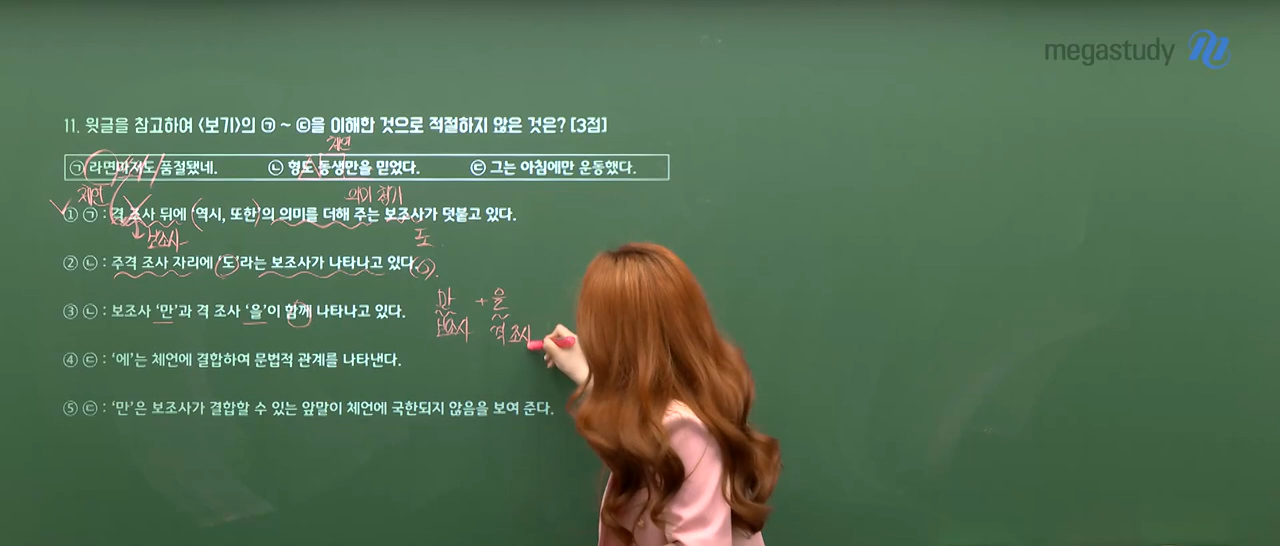 megastudy
11. 윗글을 참고하여 <보기>의 ㉠ ~ ㉢을 이해한 것으로 적절하지 않은 것은? [3점]
체언
㉠ 라면마저도 품절됐네. ㉡ 형도 동생만을 믿었다. ㉢ 그는 아침에만 운동했다.
체언 의미 추가
① ㉠ : 격 조사 뒤에 '역시, 또한'의 의미를 더해 주는 보조사가 덧붙고 있다.
보조사 도
② ㉡ : 주격 조사 자리에 '도'라는 보조사가 나타나고 있다.
③ ㉡ : 보조사 '만'과 격 조사 '을'이 함께 나타나고 있다.
만 + 을
보조사 격조사
④ ㉢ : '에'는 체언에 결합하여 문법적 관계를 나타낸다.
⑤ ㉢ : '만'은 보조사가 결합할 수 있는 앞말이 체언에 국한되지 않음을 보여 준다.